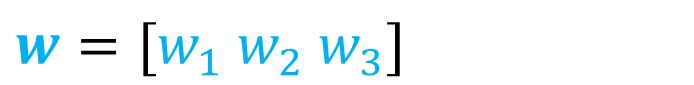 w = [w₁ w₂ w₃]